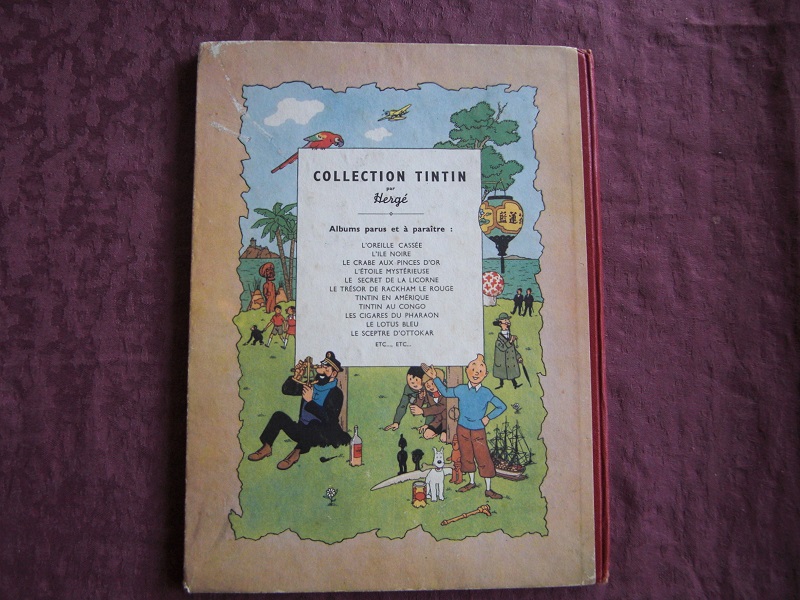 COLLECTION TINTIN
par
Hergé
Albums parus et à paraître :
L'OREILLE CASSÉE
L'ILE NOIRE
LE CRABE AUX PINCES D'OR
L'ÉTOILE MYSTÉRIEUSE
LE SECRET DE LA LICORNE
LE TRÉSOR DE RACKHAM LE ROUGE
TINTIN EN AMÉRIQUE
TINTIN AU CONGO
LES CIGARES DU PHARAON
LE LOTUS BLEU
LE SCEPTRE D'OTTOKAR
ETC..., ETC...